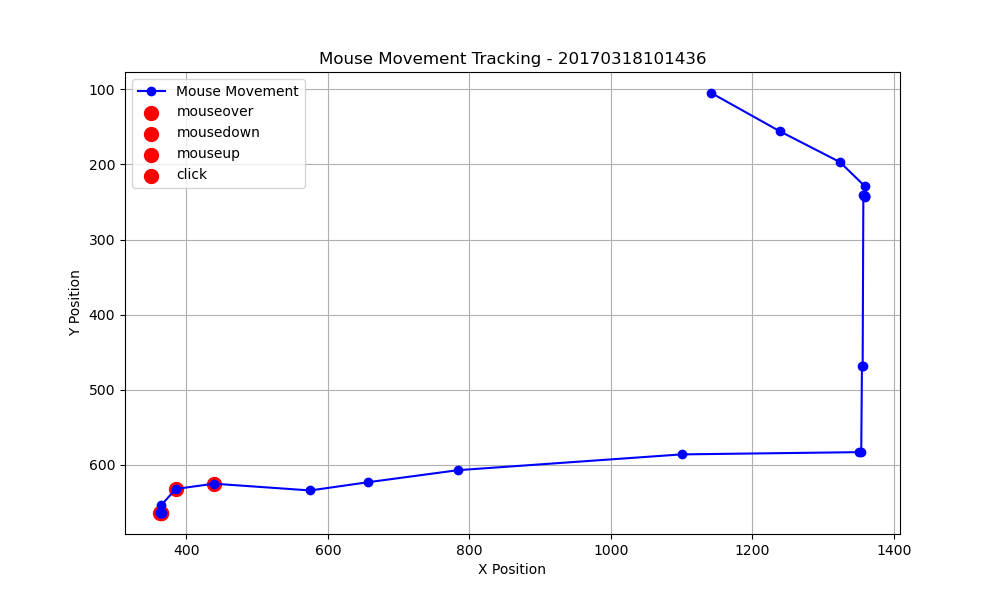 Mouse Movement Tracking - 20170318101436
Mouse Movement
mouseover
mousedown
mouseup
click
100
200
300
400
500
600
Y Position
400 600 800 1000 1200 1400
X Position